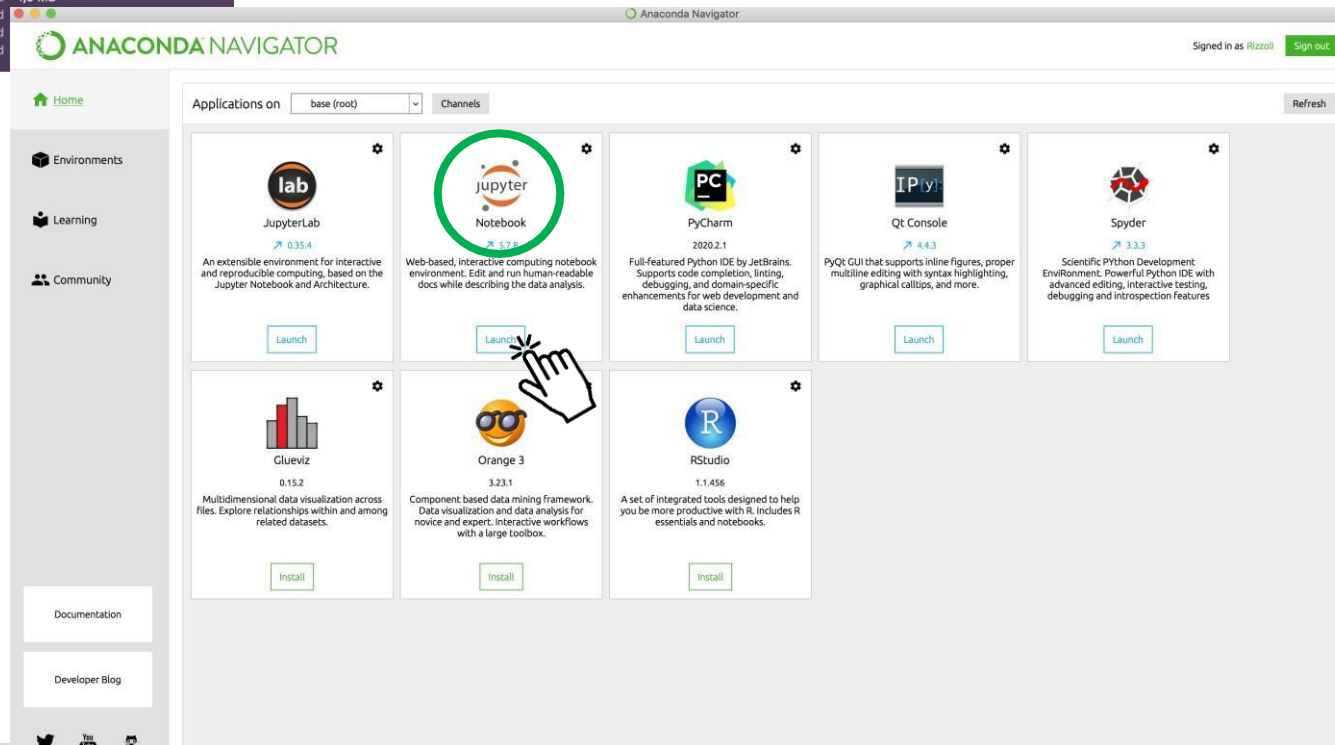 Anaconda Navigator
ANACONDA NAVIGATOR
Signed in as Rizzoli
Sign out
Home
Environments
Learning
Community
Applications on
base (root)
Channels
Refresh
lab
JupyterLab
0.35.4
An extensible environment for interactive
and reproducible computing, based on the
Jupyter Notebook and Architecture.
Launch
jupyter
Notebook
5.7.8
Web-based, interactive computing notebook
environment. Edit and run human-readable
docs while describing the data analysis.
Launch
PC
PyCharm
2020.2.1
Full-featured Python IDE by JetBrains.
Supports code completion, linting,
debugging, and domain-specific
enhancements for web development and
data science.
Launch
IP[y]:
Qt Console
4.4.3
PyQt GUI that supports inline figures, proper
multiline editing with syntax highlighting,
graphical calltips, and more.
Launch
Spyder
3.3.3
Scientific PYthon Development
EnviRonment. Powerful Python IDE with
advanced editing, interactive testing,
debugging and introspection features
Launch
Glueviz
0.15.2
Multidimensional data visualization across
files. Explore relationships within and among
related datasets.
Install
Orange 3
3.23.1
Component based data mining framework.
Data visualization and data analysis for
novice and expert. Interactive workflows
with a large toolbox.
Install
R
RStudio
1.1.456
A set of integrated tools designed to help
you be more productive with R. Includes R
essentials and notebooks.
Install
Documentation
Developer Blog
You